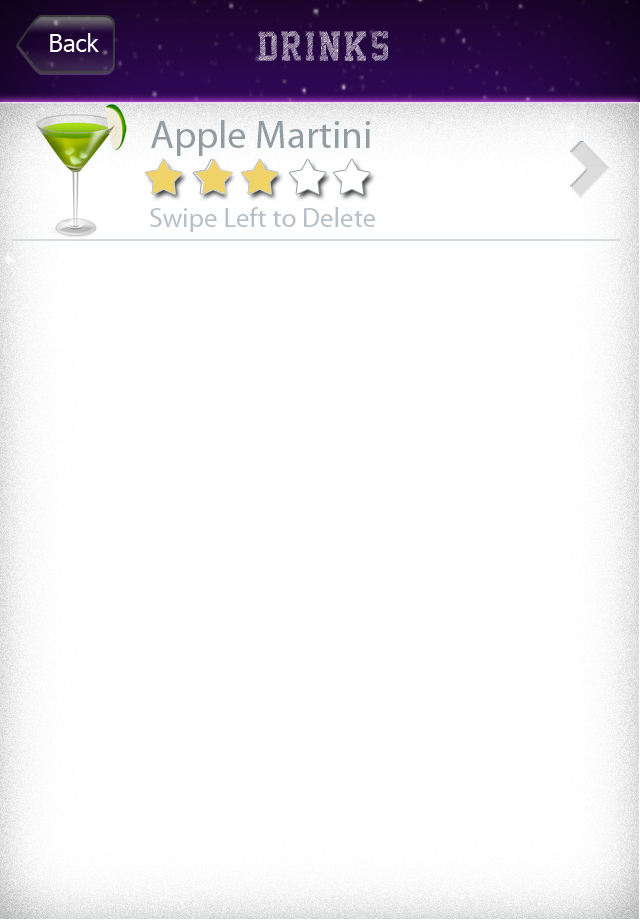 Back
DRINKS
Apple Martini
Swipe Left to Delete